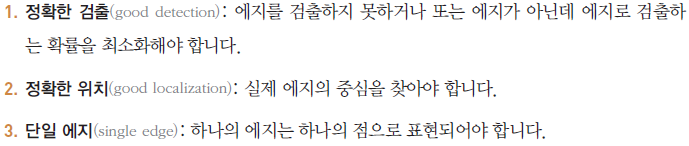 1. 정확한 검출(good detection): 에지를 검출하지 못하거나 또는 에지가 아닌데 에지로 검출하
는 확률을 최소화해야 합니다.
2. 정확한 위치(good localization): 실제 에지의 중심을 찾아야 합니다.
3. 단일 에지(single edge): 하나의 에지는 하나의 점으로 표현되어야 합니다.